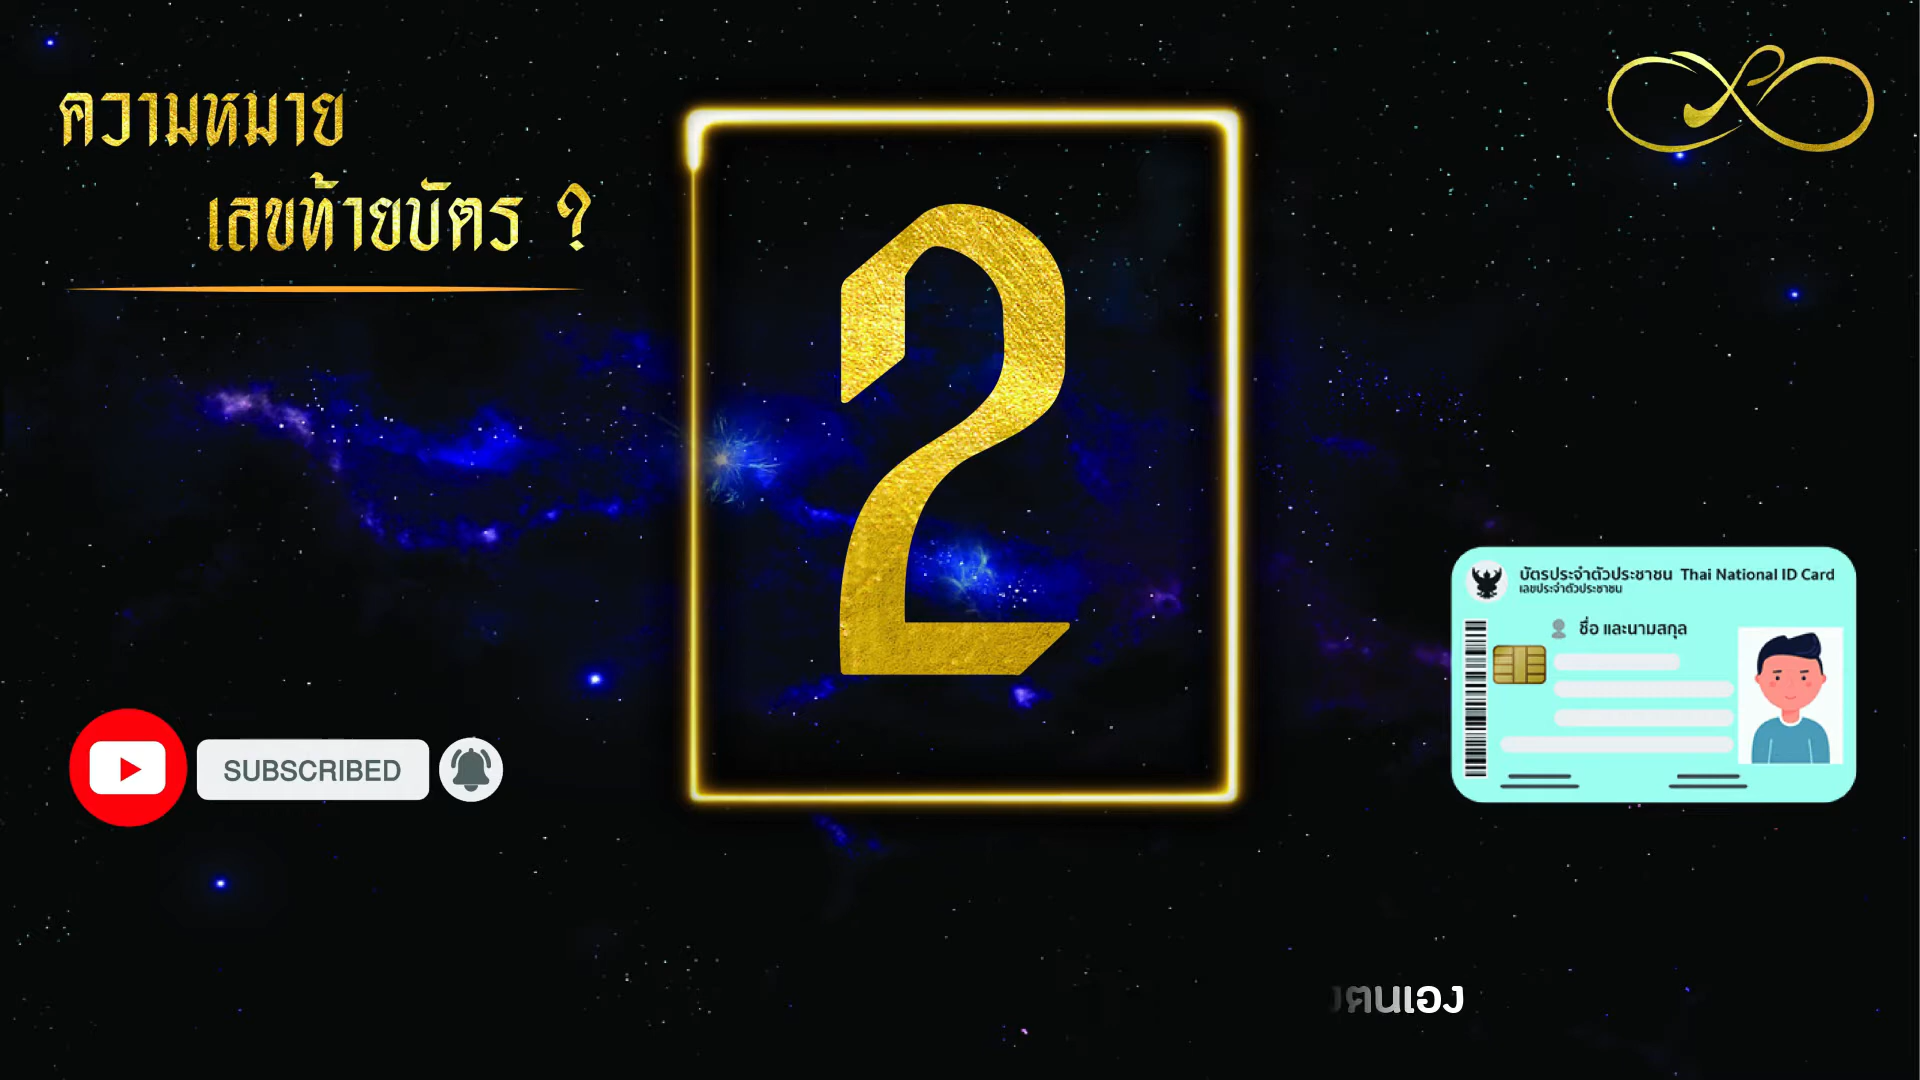 ความหมาย
เลขท้ายบัตร ?
2
บัตรประจำตัวประชาชน Thai National ID Card
เลขประจำตัวประชาชน
ชื่อ และนามสกุล
SUBSCRIBED
ตนเอง